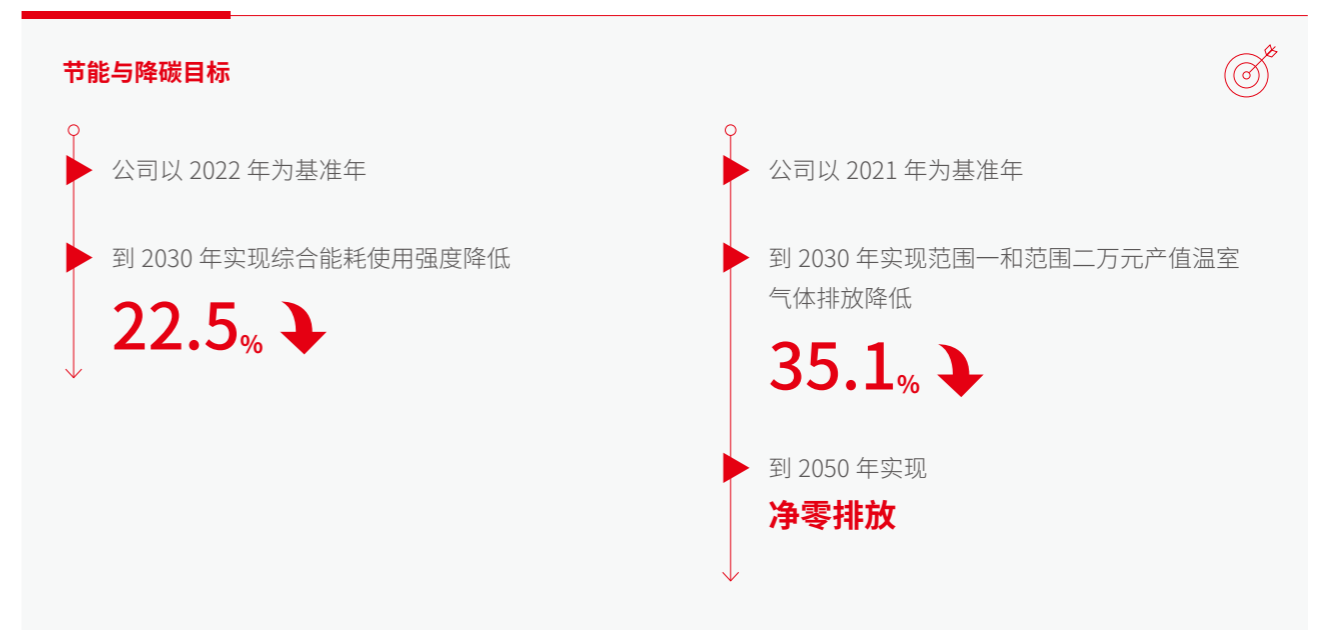 节能与降碳目标
公司以 2022 年为基准年
到 2030 年实现综合能耗使用强度降低
22.5%
公司以 2021 年为基准年
到 2030 年实现范围一和范围二万元产值温室
气体排放降低
35.1%
到 2050 年实现
净零排放